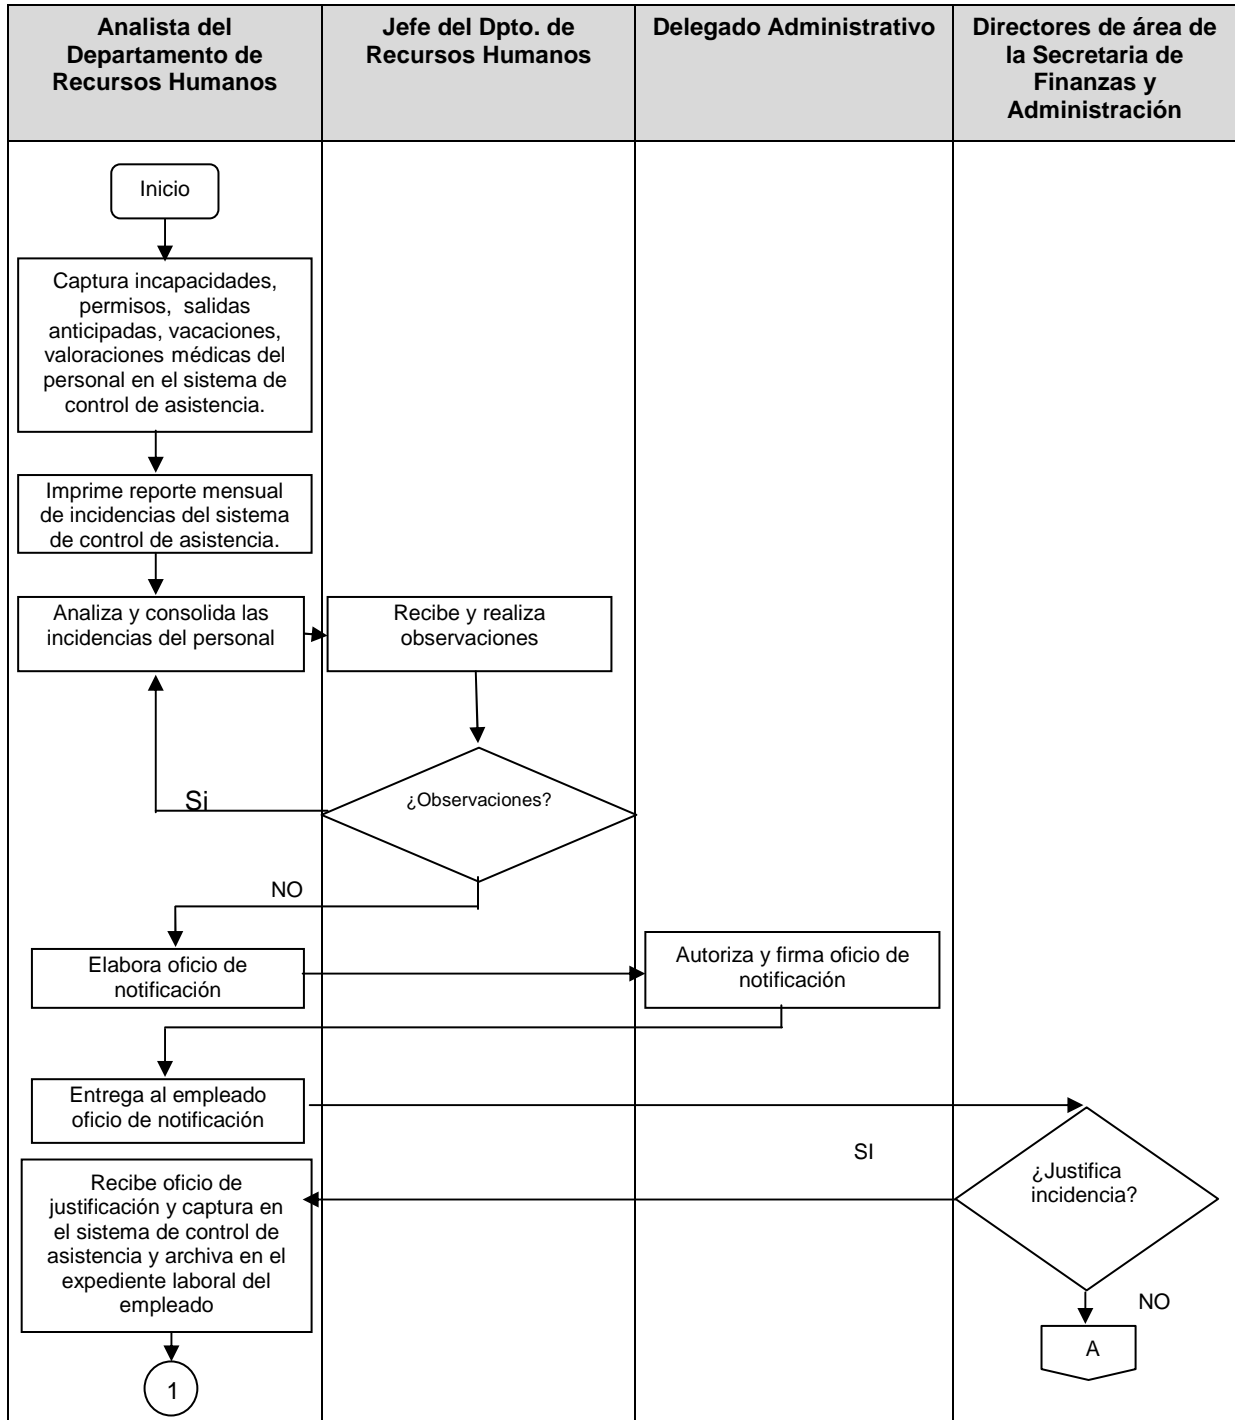 Analista del
Departamento de
Recursos Humanos
Jefe del Dpto. de
Recursos Humanos
Delegado Administrativo
Directores de área de
la Secretaria de
Finanzas y
Administración
Inicio
Captura incapacidades,
permisos, salidas
anticipadas, vacaciones,
valoraciones médicas del
personal en el sistema de
control de asistencia.
Imprime reporte mensual
de incidencias del sistema
de control de asistencia.
Analiza y consolida las
incidencias del personal
Recibe y realiza
observaciones
¿Observaciones?
Si
NO
Elabora oficio de
notificación
Autoriza y firma oficio de
notificación
Entrega al empleado
oficio de notificación
¿Justifica
incidencia?
SI
Recibe oficio de
justificación y captura en
el sistema de control de
asistencia y archiva en el
expediente laboral del
empleado
NO
A
1